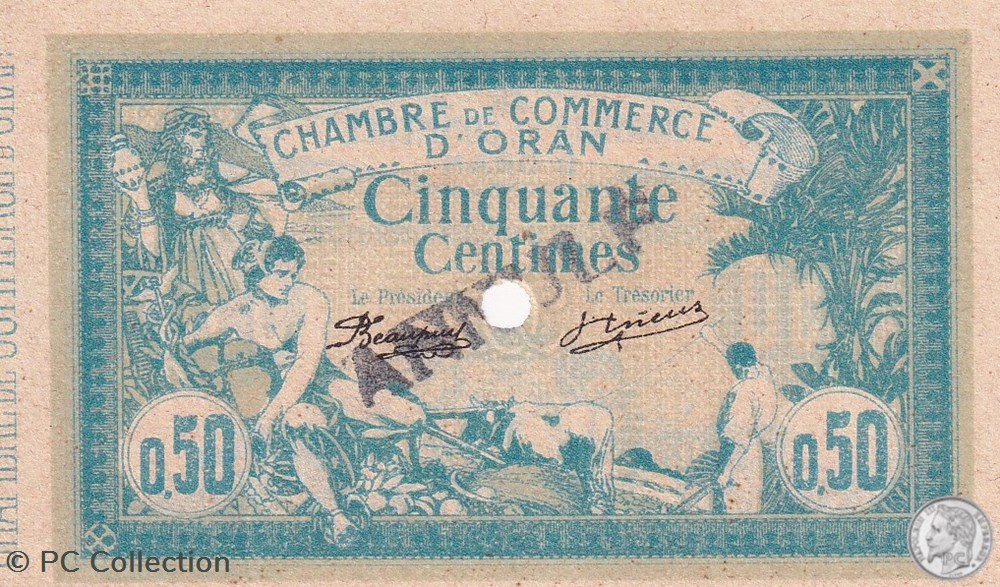 CHAMBRE DE COMMERCE
D'ORAN
Cinquante
Centimes
Le Président
Le Trésorier
0,50
0,50
© PC Collection